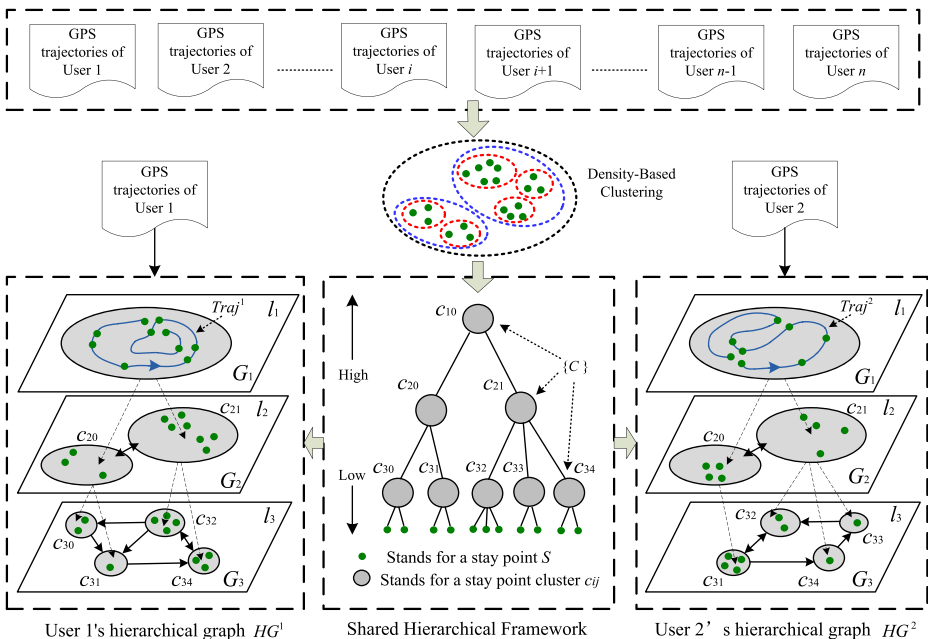 GPS
trajectories of
User 1
GPS
trajectories of
User 2
GPS
trajectories of
User i
GPS
trajectories of
User i+1
GPS
trajectories of
User n-1
GPS
trajectories of
User n
Density-Based
Clustering
GPS
trajectories of
User 1
GPS
trajectories of
User 2
Traj1
l1
G1
c20
c21
l2
G2
c30
c31
c32
c34
l3
G3
High
Low
c10
{C}
c20
c21
c30
c31
c32
c33
c34
Stands for a stay point S
Stands for a stay point cluster cij
Traj2
l1
G1
c20
c21
l2
G2
c32
c31
c33
c34
l3
G3
User 1's hierarchical graph HG1
Shared Hierarchical Framework
User 2’ s hierarchical graph HG2